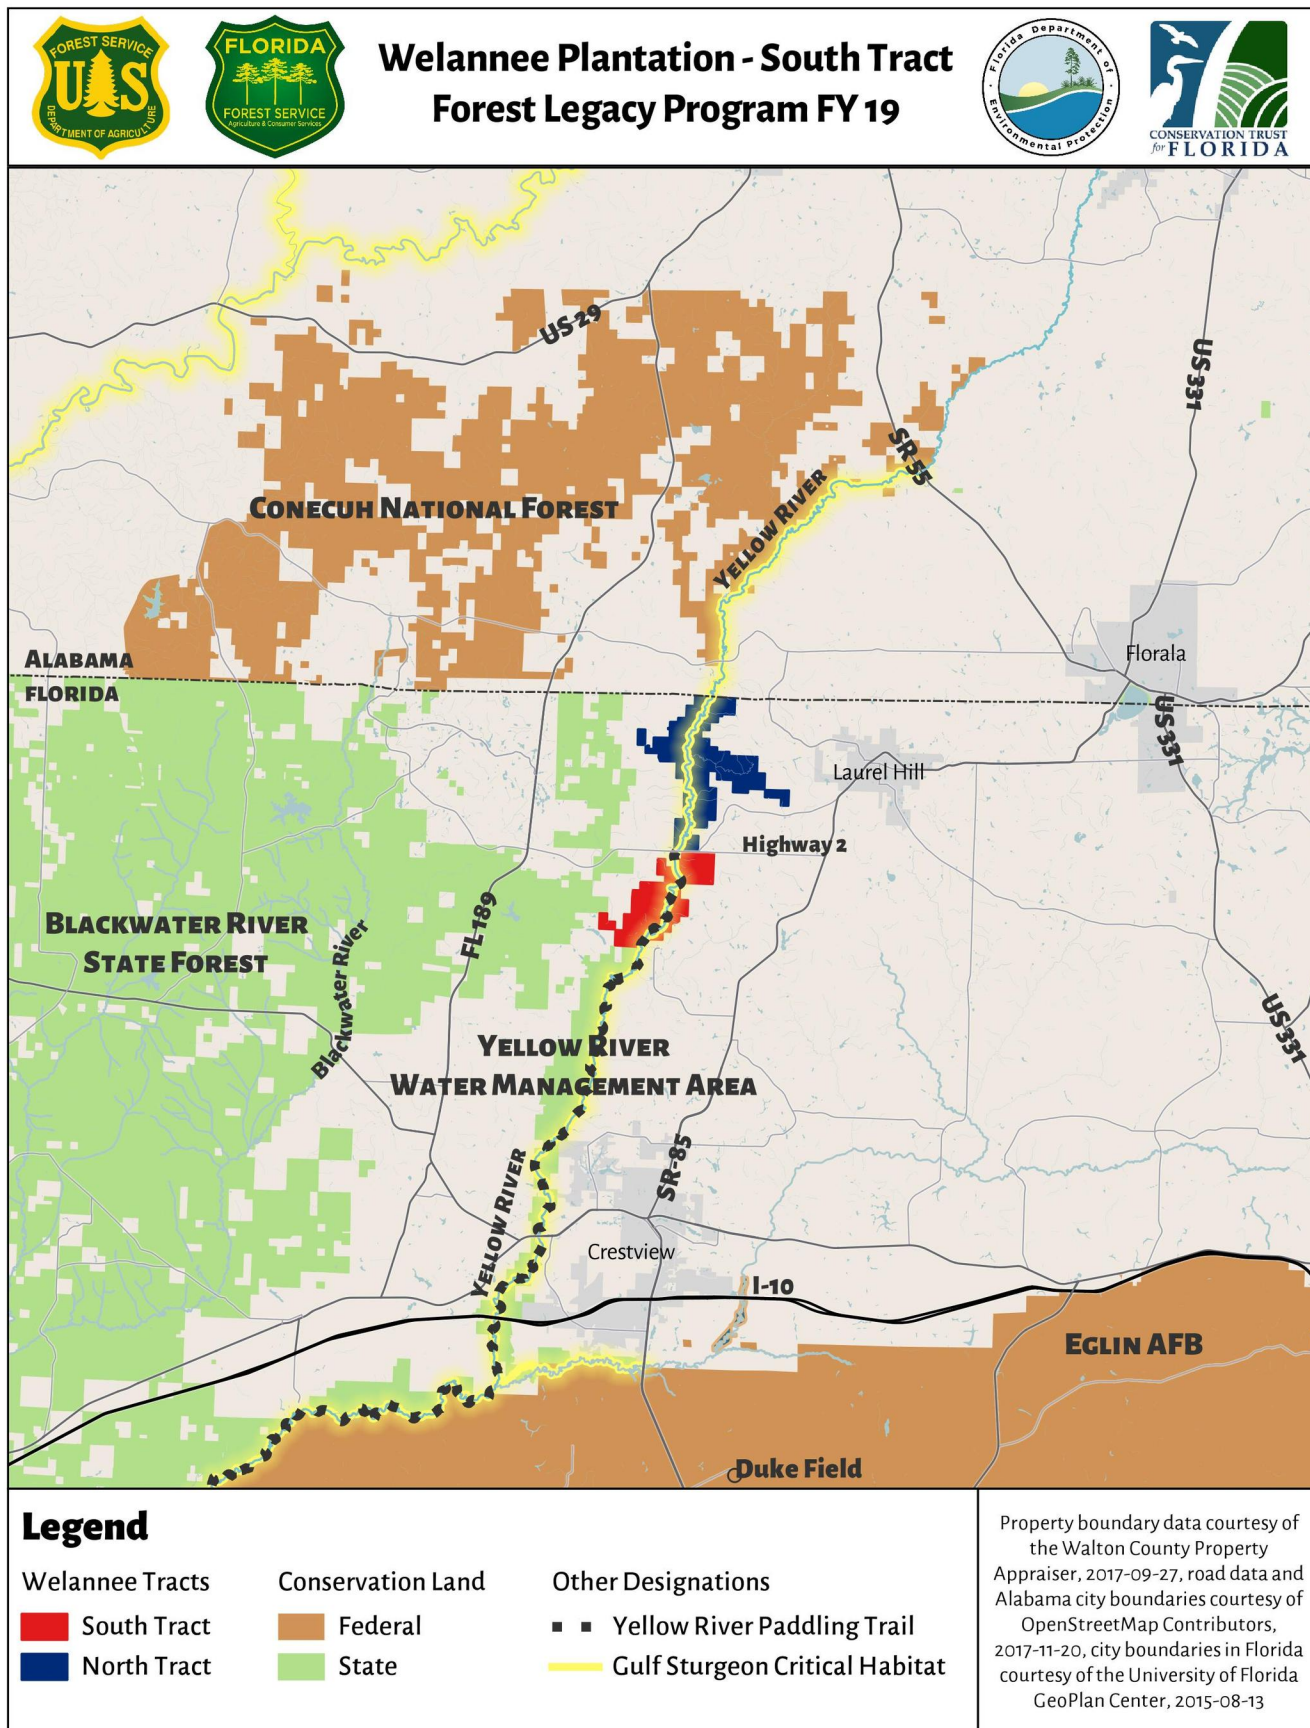 FOREST SERVICE
US
DEPARTMENT OF AGRICULTURE
FLORIDA
FOREST SERVICE
Agriculture & Consumer Services
Welannee Plantation - South Tract
Forest Legacy Program FY 19
Florida Department of
Environmental Protection
CONSERVATION TRUST
for FLORIDA
US 29
US 331
SR 55
CONECUH NATIONAL FOREST
YELLOW RIVER
ALABAMA
FLORIDA
Florala
US 331
Laurel Hill
Highway 2
FL 189
BLACKWATER RIVER
STATE FOREST
Blackwater River
US 331
YELLOW RIVER
WATER MANAGEMENT AREA
YELLOW RIVER
SR-85
Crestview
I-10
EGLIN AFB
Duke Field
Legend
Welannee Tracts
South Tract
North Tract
Conservation Land
Federal
State
Other Designations
Yellow River Paddling Trail
Gulf Sturgeon Critical Habitat
Property boundary data courtesy of
the Walton County Property
Appraiser, 2017-09-27, road data and
Alabama city boundaries courtesy of
OpenStreetMap Contributors,
2017-11-20, city boundaries in Florida
courtesy of the University of Florida
GeoPlan Center, 2015-08-13